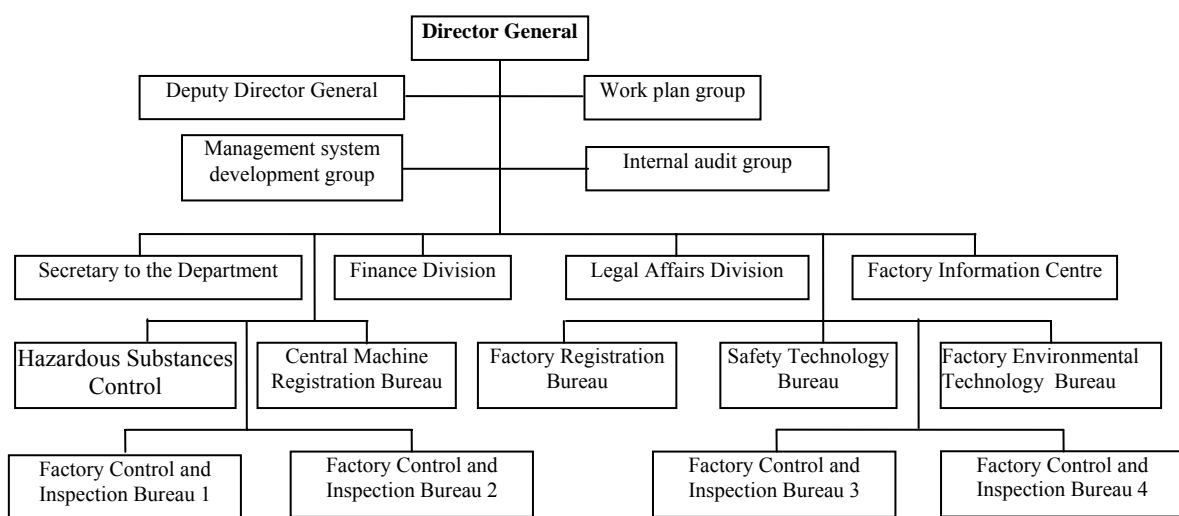 Director General
Deputy Director General
Work plan group
Management system
development group
Internal audit group
Secretary to the Department
Finance Division
Legal Affairs Division
Factory Information Centre
Hazardous Substances
Control
Central Machine
Registration Bureau
Factory Registration
Bureau
Safety Technology
Bureau
Factory Environmental
Technology Bureau
Factory Control and
Inspection Bureau 1
Factory Control and
Inspection Bureau 2
Factory Control and
Inspection Bureau 3
Factory Control and
Inspection Bureau 4